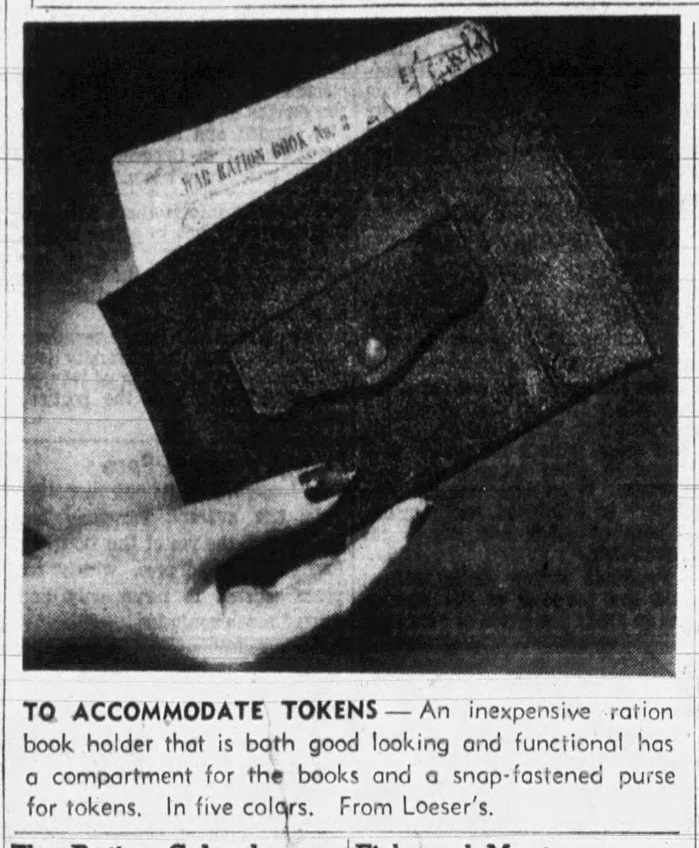 WAR RATION BOOK No. 3
TO ACCOMMODATE TOKENS — An inexpensive ration
book holder that is both good looking and functional has
a compartment for the books and a snap-fastened purse
for tokens. In five colors. From Loeser's.